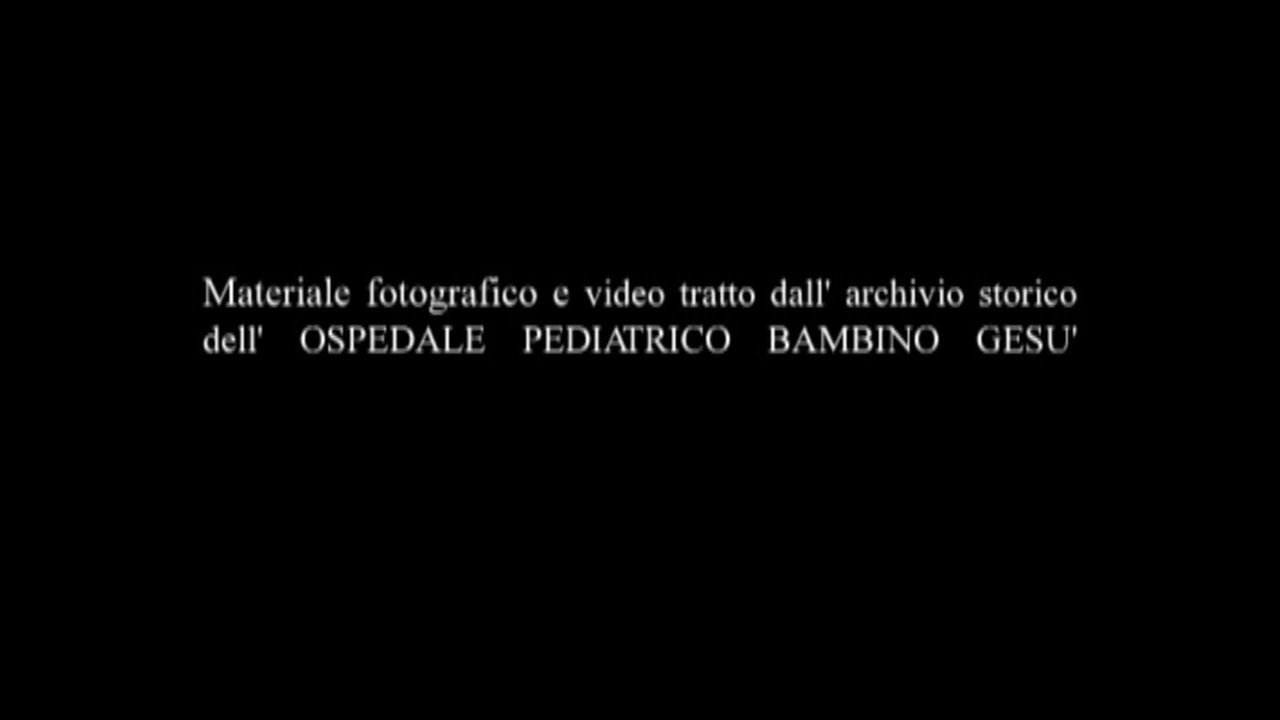 Materiale fotografico e video tratto dall' archivio storico
dell' OSPEDALE PEDIATRICO BAMBINO GESU'